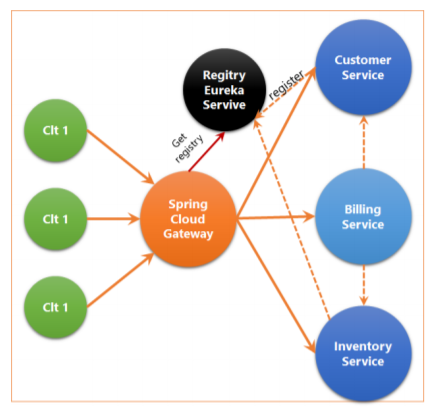 Regitry
Eureka
Servive
Customer
Service
register
Get
registry
Clt 1
Clt 1
Clt 1
Spring
Cloud
Gateway
Billing
Service
Inventory
Service